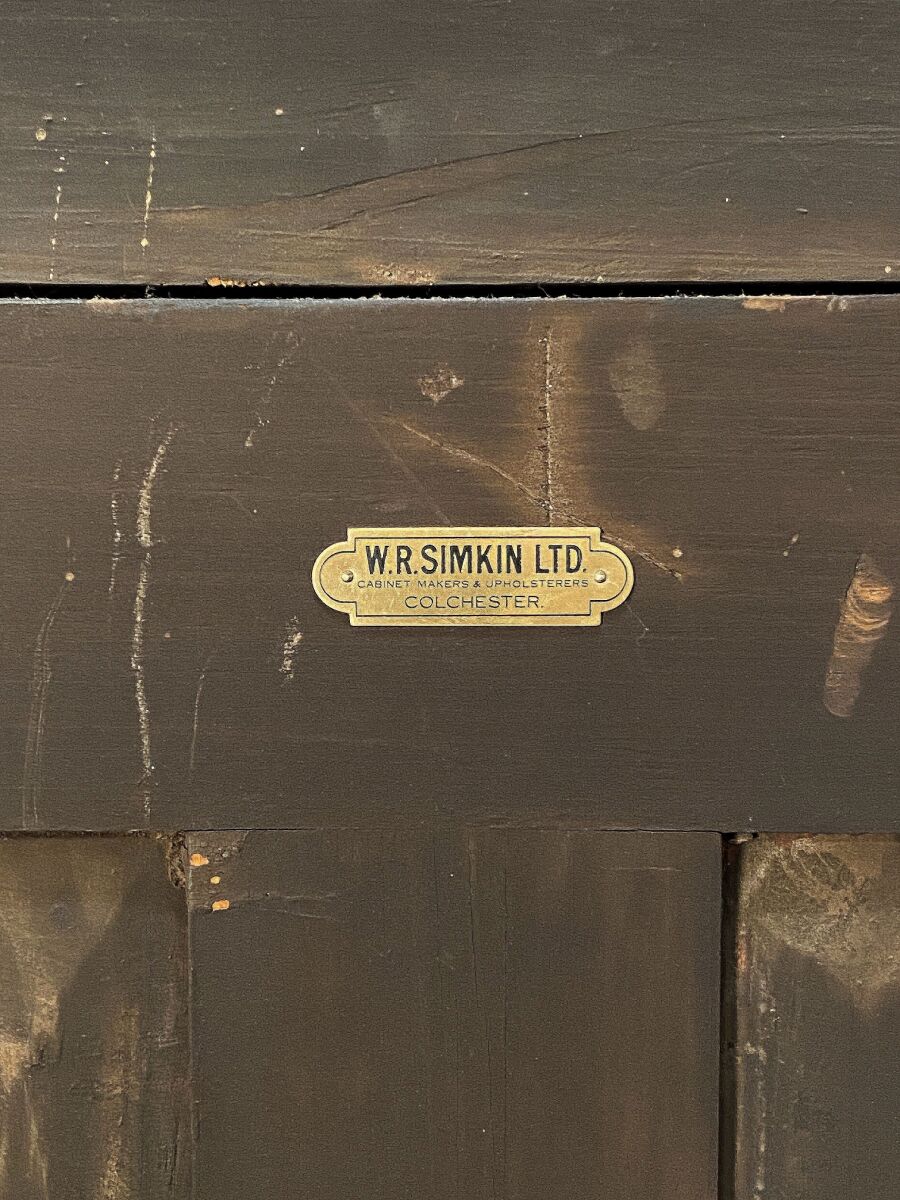 W.R.SIMKIN LTD.
CABINET MAKERS & UPHOLSTERERS
COLCHESTER.